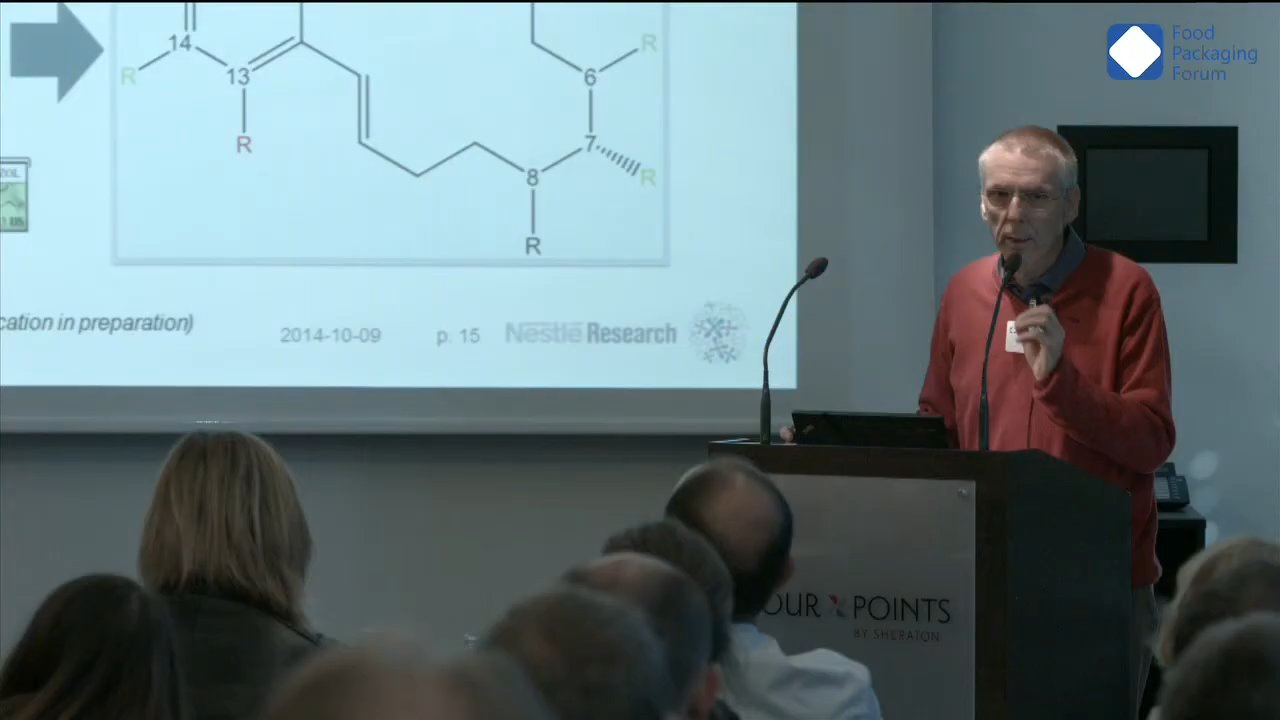 Food
Packaging
Forum
14
R
13
R
R
6
7
R
8
R
cation in preparation)
2014-10-09
p. 15
Nestlé Research
OUR POINTS
BY SHERATON